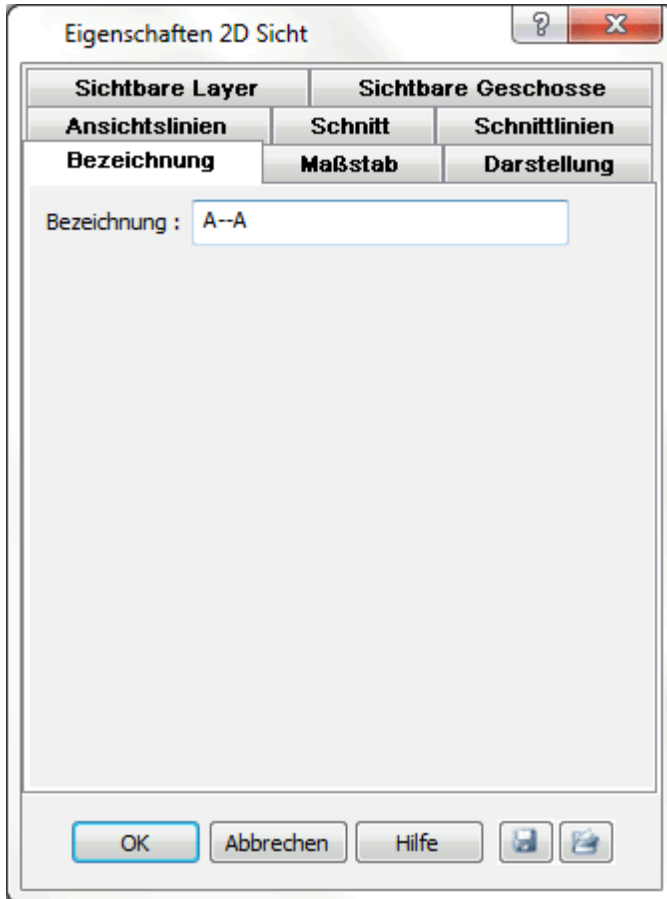 Eigenschaften 2D Sicht ? X
Sichtbare Layer Sichtbare Geschosse
Ansichtslinien Schnitt Schnittlinien
Bezeichnung Maßstab Darstellung
Bezeichnung : A--A
OK Abbrechen Hilfe